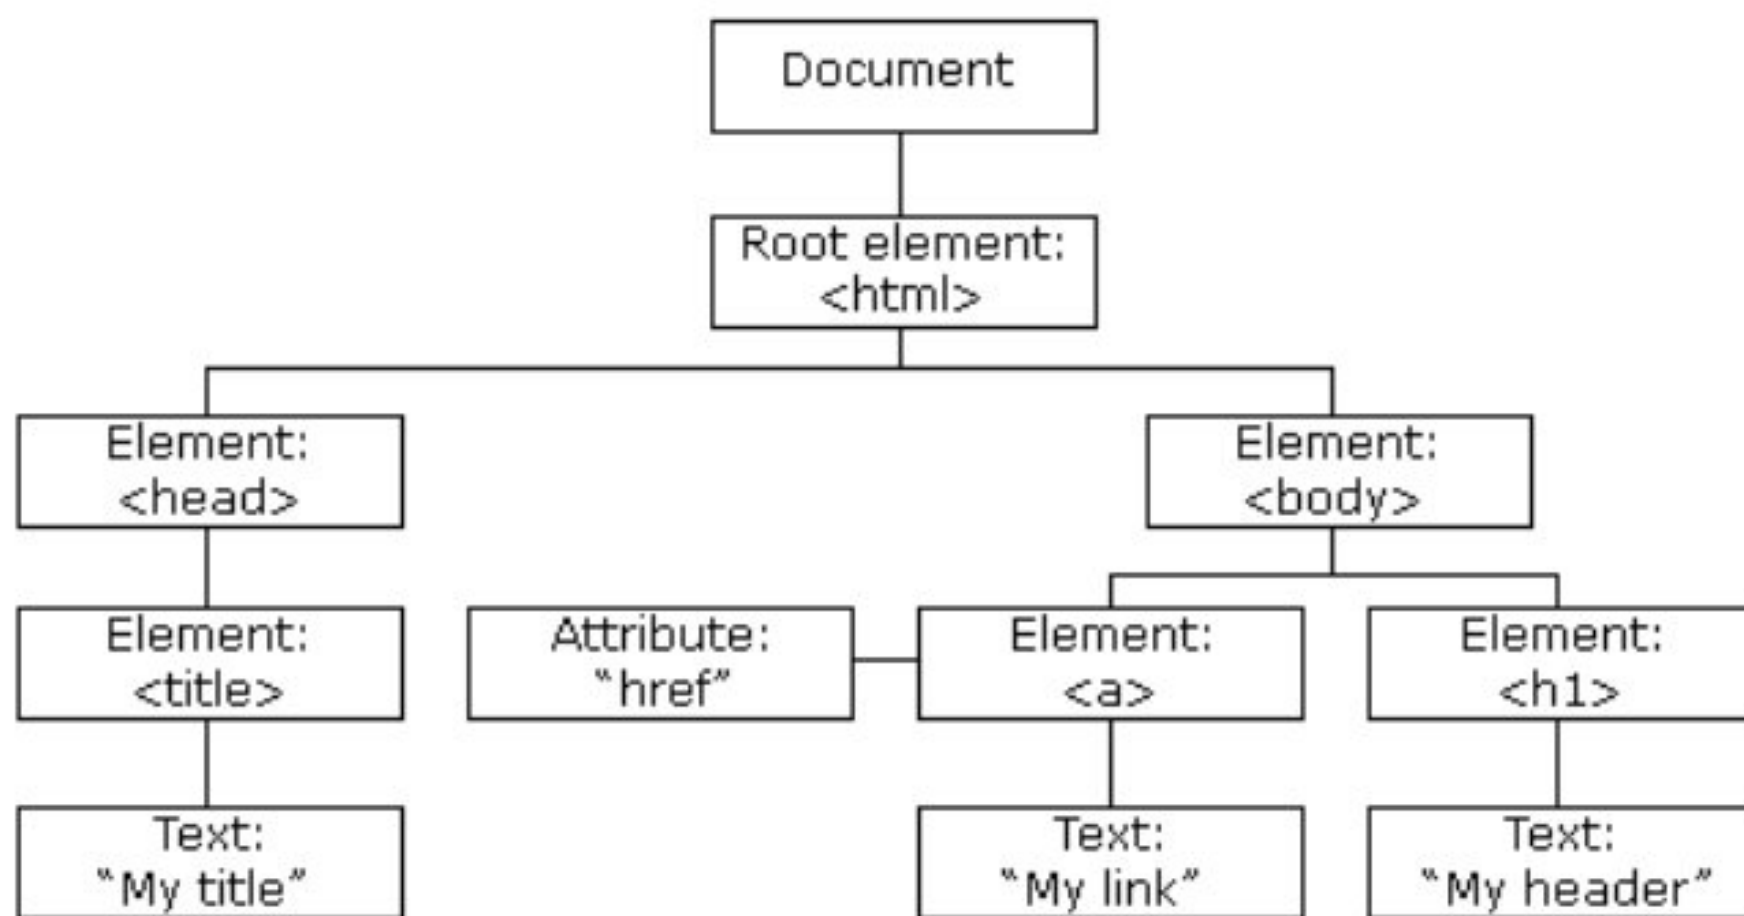 Document
Root element:
<html>
Element:
<head>
Element:
<body>
Element:
<title>
Attribute:
“href”
Element:
<a>
Element:
<h1>
Text:
“My title”
Text:
“My link”
Text:
“My header”